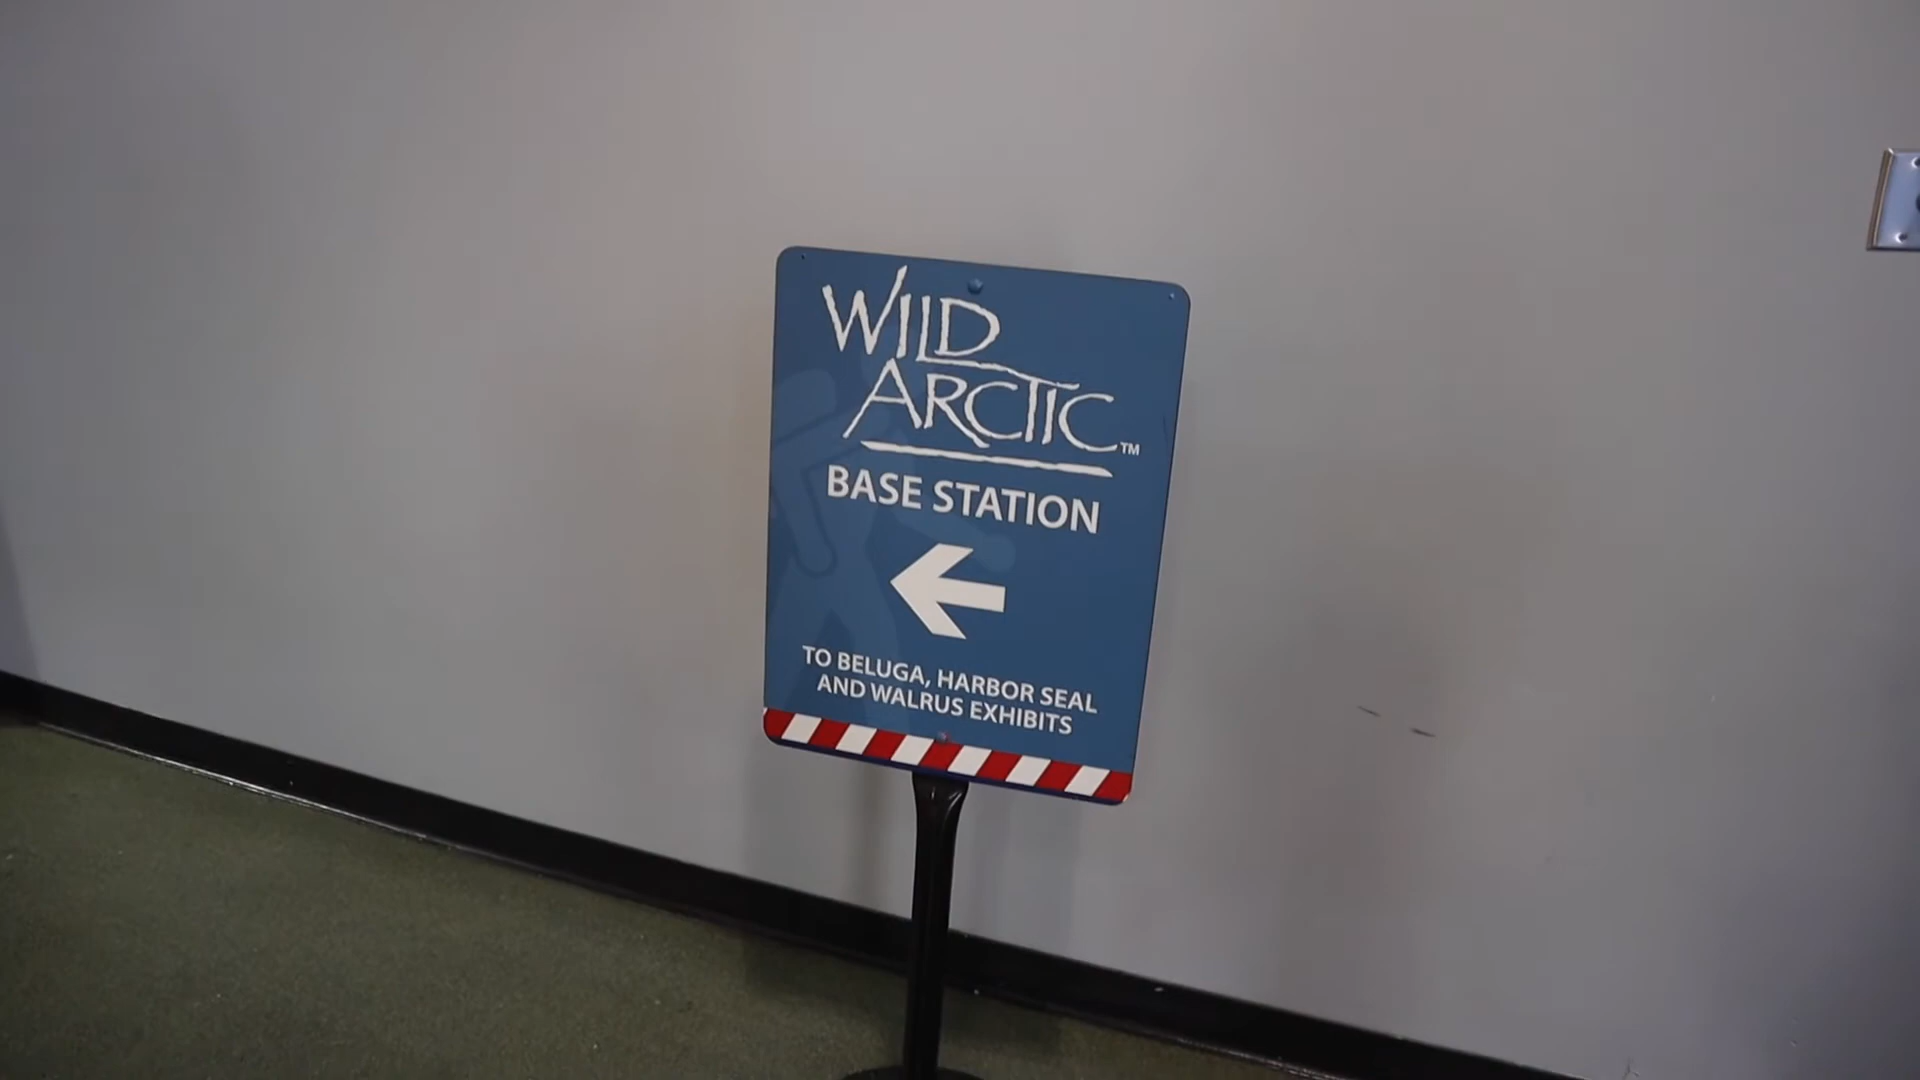 WILD
ARCTIC™
BASE STATION
TO BELUGA, HARBOR SEAL
AND WALRUS EXHIBITS